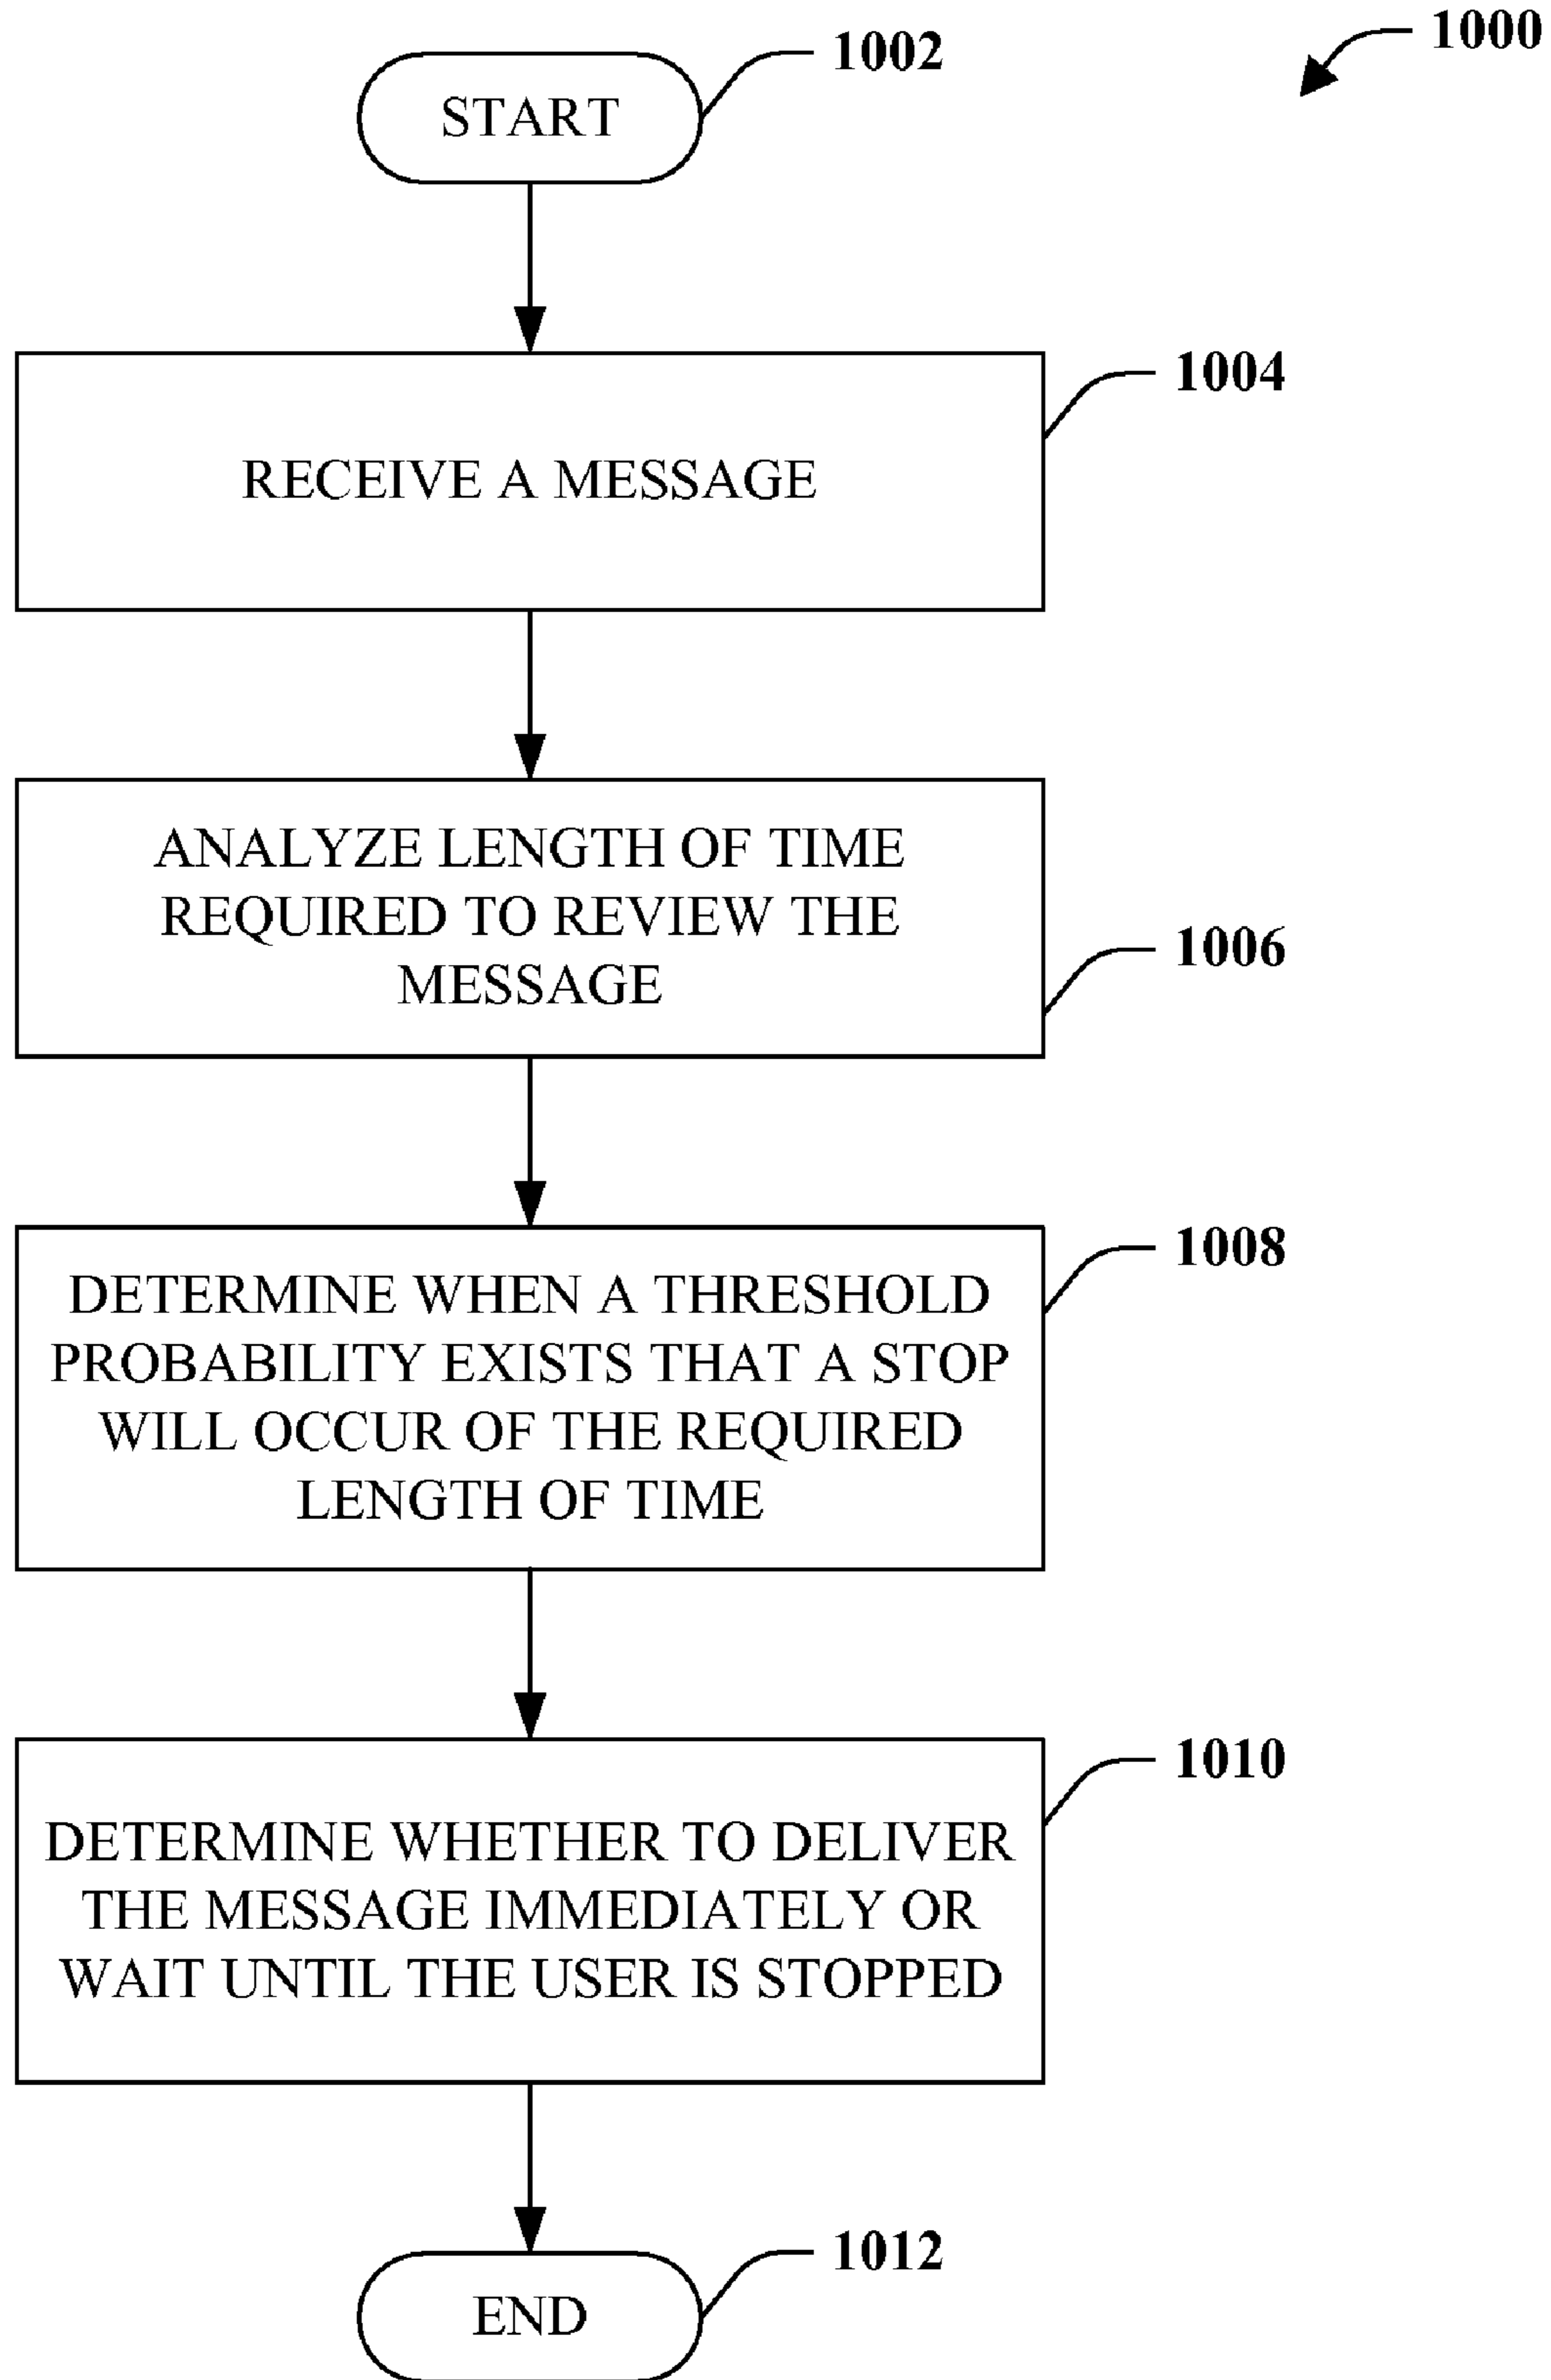 1000
1002
START
1004
RECEIVE A MESSAGE
ANALYZE LENGTH OF TIME
REQUIRED TO REVIEW THE
MESSAGE
1006
1008
DETERMINE WHEN A THRESHOLD
PROBABILITY EXISTS THAT A STOP
WILL OCCUR OF THE REQUIRED
LENGTH OF TIME
1010
DETERMINE WHETHER TO DELIVER
THE MESSAGE IMMEDIATELY OR
WAIT UNTIL THE USER IS STOPPED
1012
END